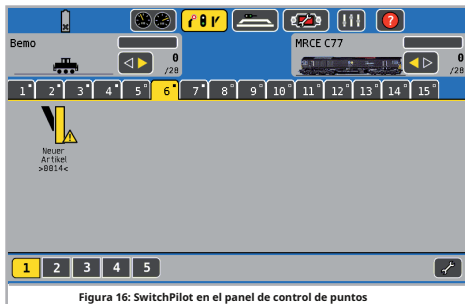 Bemo
0
/28
MRCE C77
0
/28
1 2 3 4 5 6 7 8 9 10 11 12 13 14 15
Neuer
Artikel
>0014<
1 2 3 4 5
Figura 16: SwitchPilot en el panel de control de puntos